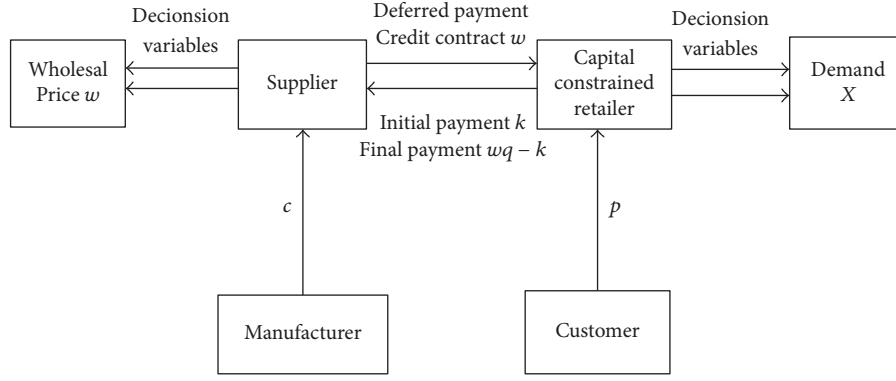 Decionsion
variables
Deferred payment
Credit contract w
Decionsion
variables
Wholesal
Price w
Supplier
Capital
constrained
retailer
Demand
X
Initial payment k
Final payment wq – k
c
p
Manufacturer
Customer